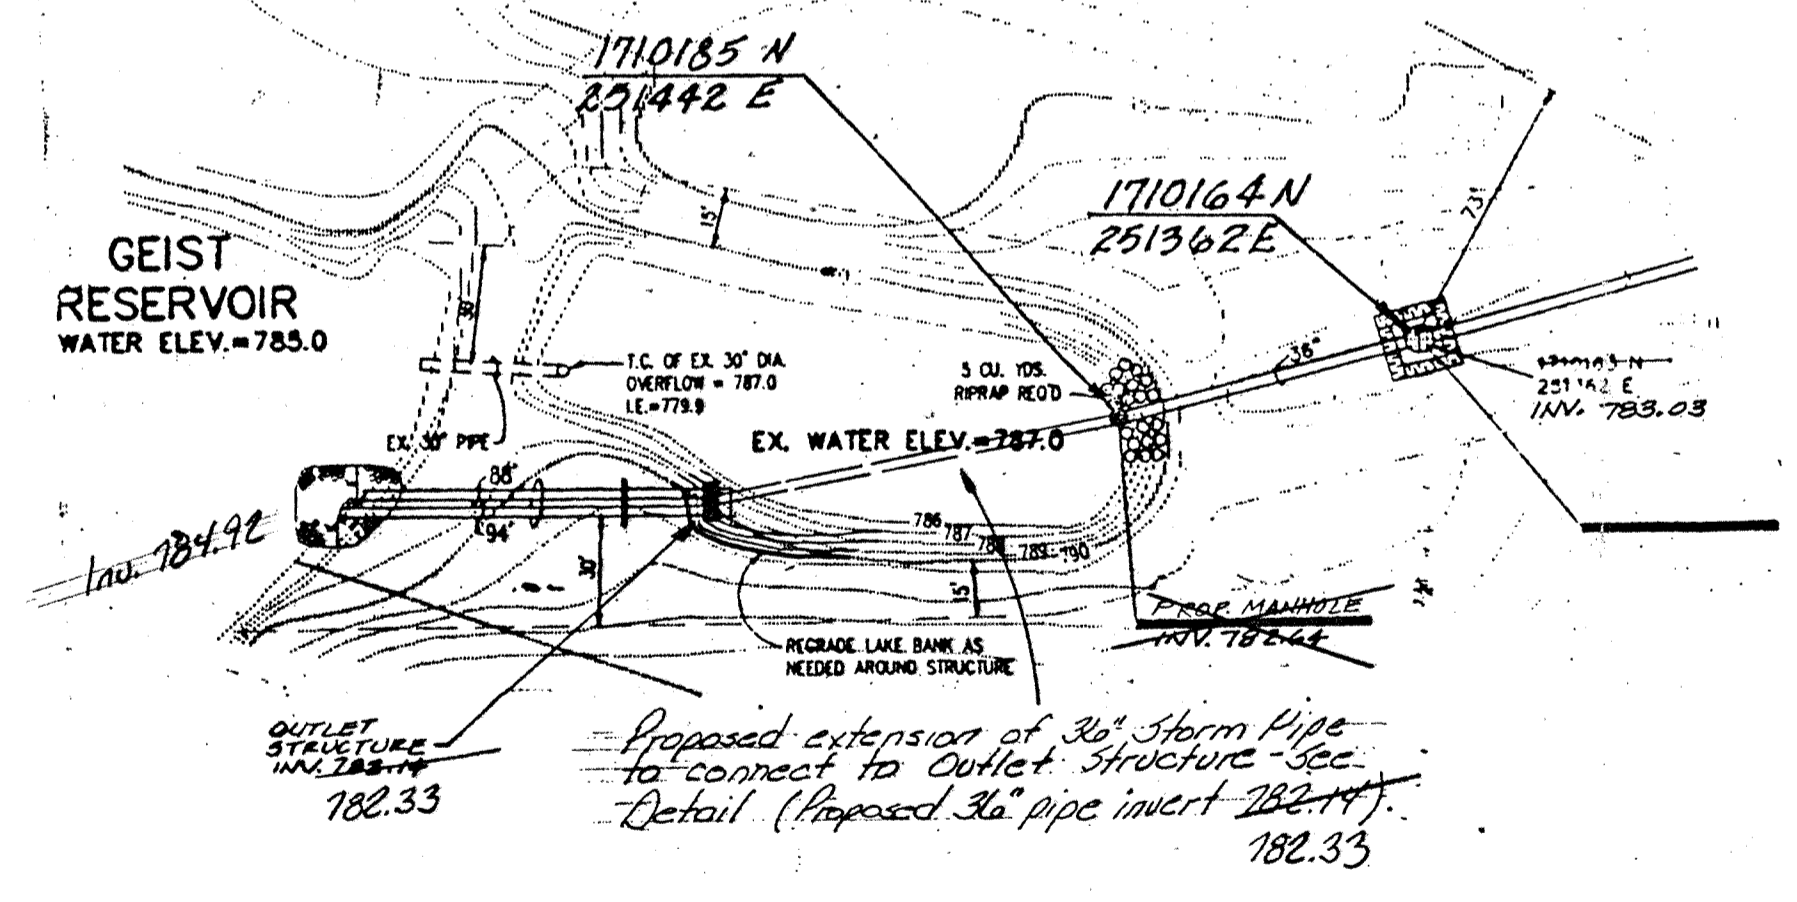 1710185 N
251442 E
1710164 N
251362 E
73'
15'
GEIST
RESERVOIR
WATER ELEV.=785.0
30'
T.C. OF EX. 30" DIA.
OVERFLOW = 787.0
I.E.=779.9
EX. 30" PIPE
5 CU. YDS.
RIPRAP REQ'D
36"
251162 E
INV. 783.03
EX. WATER ELEV.=787.0
88'
94'
Inv. 784.92
30'
786
787
788
789
790
15'
REGRADE LAKE BANK AS
NEEDED AROUND STRUCTURE
PROP. MANHOLE
INV. 782.64
OUTLET
STRUCTURE
INV. 782.14
782.33
Proposed extension of 36" Storm Pipe
to connect to Outlet Structure - See
Detail (Proposed 36" pipe invert 782.14).
782.33